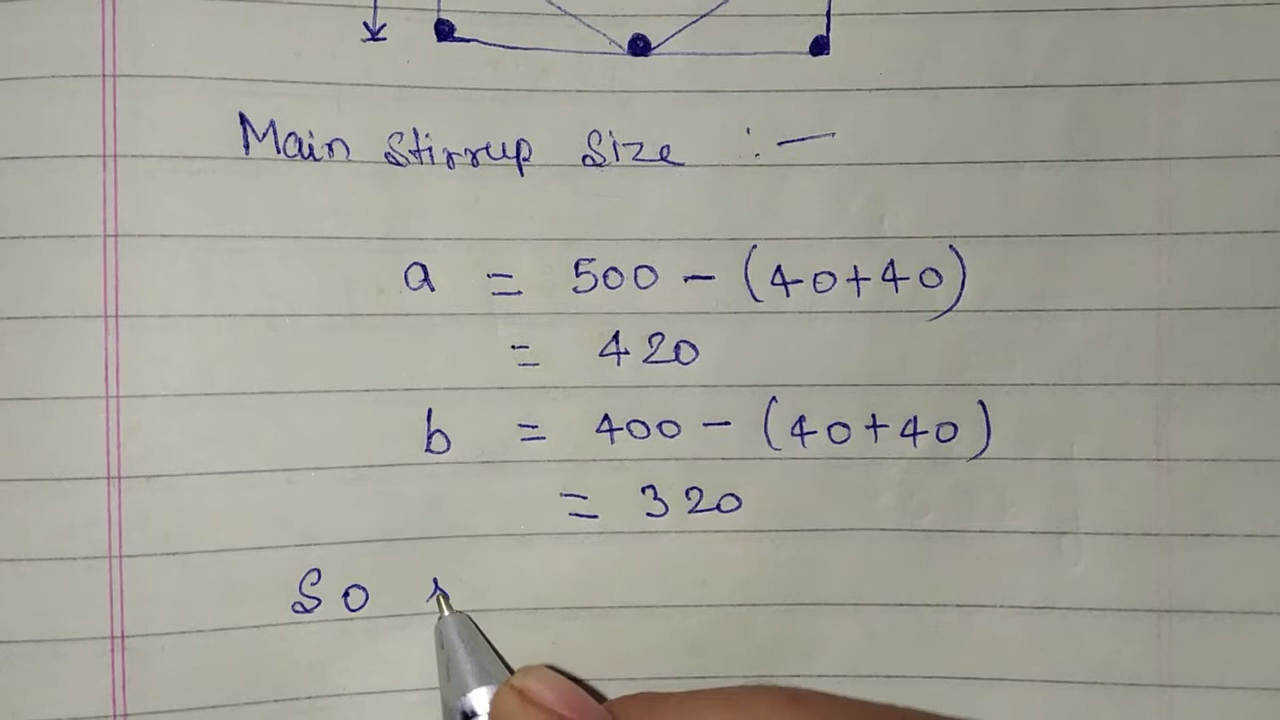 Main Stirrup Size :-
a = 500 - (40+40)
= 420
b = 400 - (40+40)
= 320
So